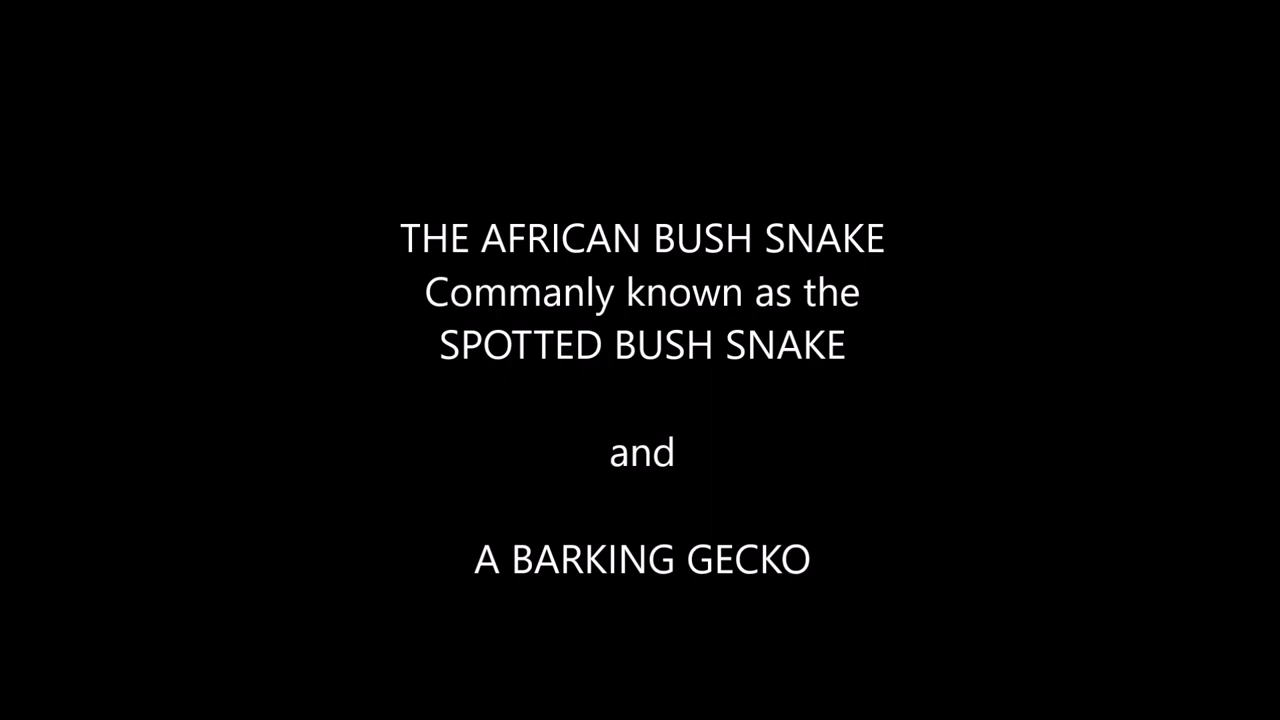 THE AFRICAN BUSH SNAKE
Commanly known as the
SPOTTED BUSH SNAKE
and
A BARKING GECKO